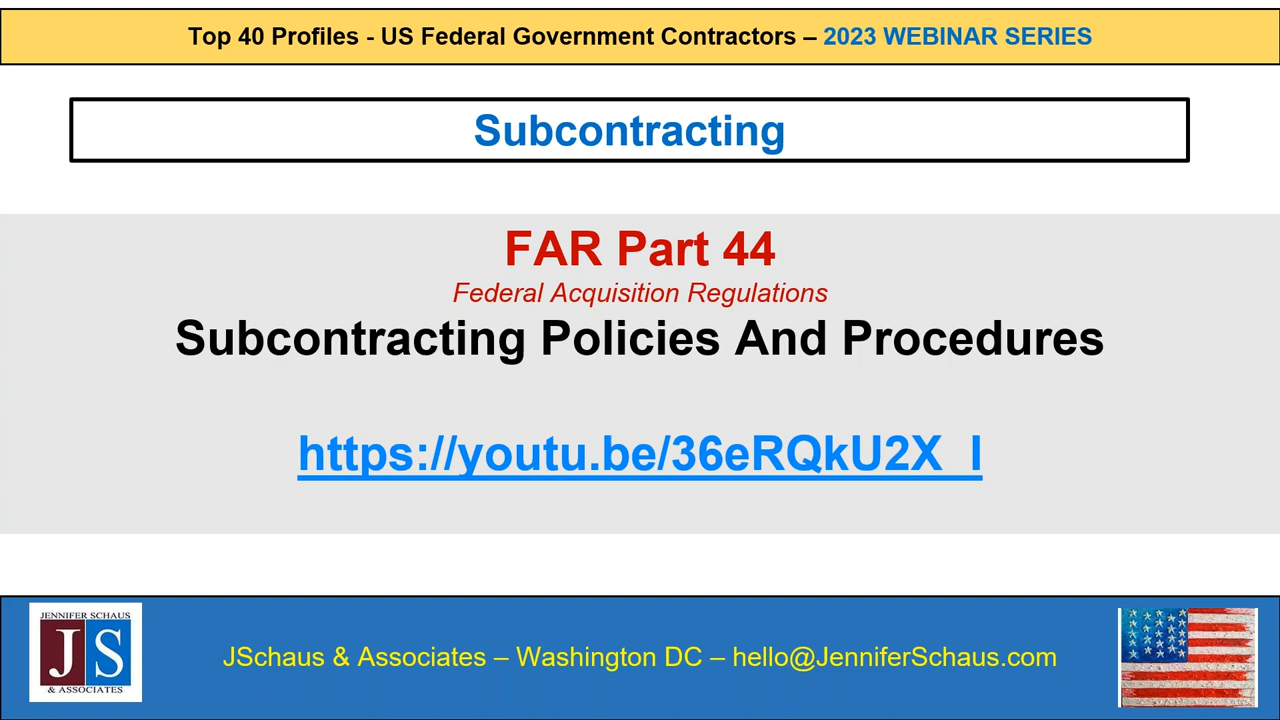 Top 40 Profiles - US Federal Government Contractors – 2023 WEBINAR SERIES
Subcontracting
FAR Part 44
Federal Acquisition Regulations
Subcontracting Policies And Procedures
https://youtu.be/36eRQkU2X_I
JENNIFER SCHAUS
JS
& ASSOCIATES
JSchaus & Associates – Washington DC – hello@JenniferSchaus.com